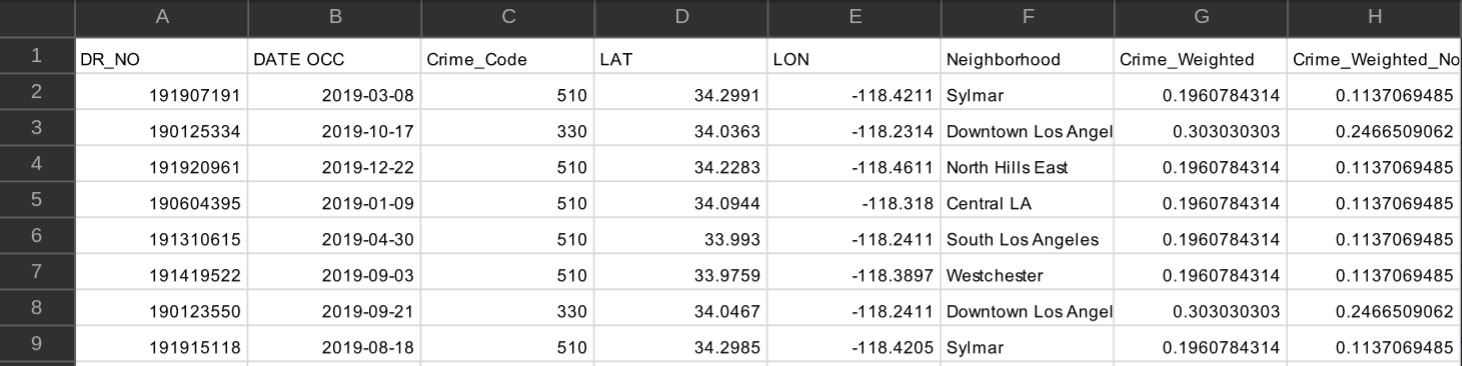 A B C D E F G H
1 DR_NO DATE OCC Crime_Code LAT LON Neighborhood Crime_Weighted Crime_Weighted_No
2 191907191 2019-03-08 510 34.2991 -118.4211 Sylmar 0.1960784314 0.1137069485
3 190125334 2019-10-17 330 34.0363 -118.2314 Downtown Los Angel 0.303030303 0.2466509062
4 191920961 2019-12-22 510 34.2283 -118.4611 North Hills East 0.1960784314 0.1137069485
5 190604395 2019-01-09 510 34.0944 -118.318 Central LA 0.1960784314 0.1137069485
6 191310615 2019-04-30 510 33.993 -118.2411 South Los Angeles 0.1960784314 0.1137069485
7 191419522 2019-09-03 510 33.9759 -118.3897 Westchester 0.1960784314 0.1137069485
8 190123550 2019-09-21 330 34.0467 -118.2411 Downtown Los Angel 0.303030303 0.2466509062
9 191915118 2019-08-18 510 34.2985 -118.4205 Sylmar 0.1960784314 0.1137069485